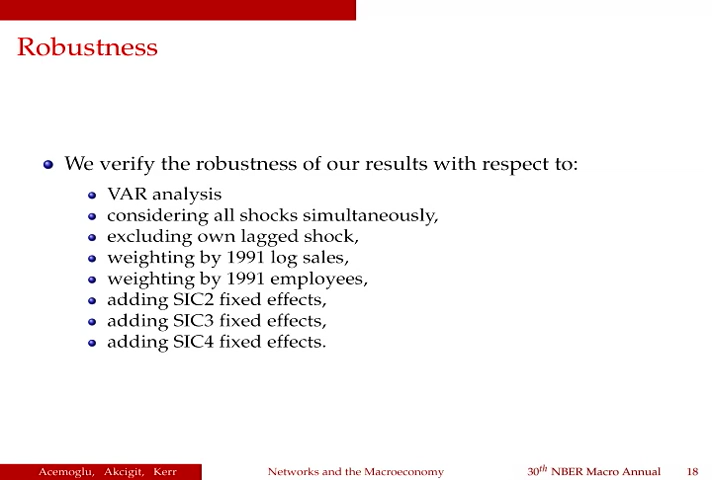 Robustness
We verify the robustness of our results with respect to:
VAR analysis
considering all shocks simultaneously,
excluding own lagged shock,
weighting by 1991 log sales,
weighting by 1991 employees,
adding SIC2 fixed effects,
adding SIC3 fixed effects,
adding SIC4 fixed effects.
Acemoglu, Akcigit, Kerr Networks and the Macroeconomy 30th NBER Macro Annual 18